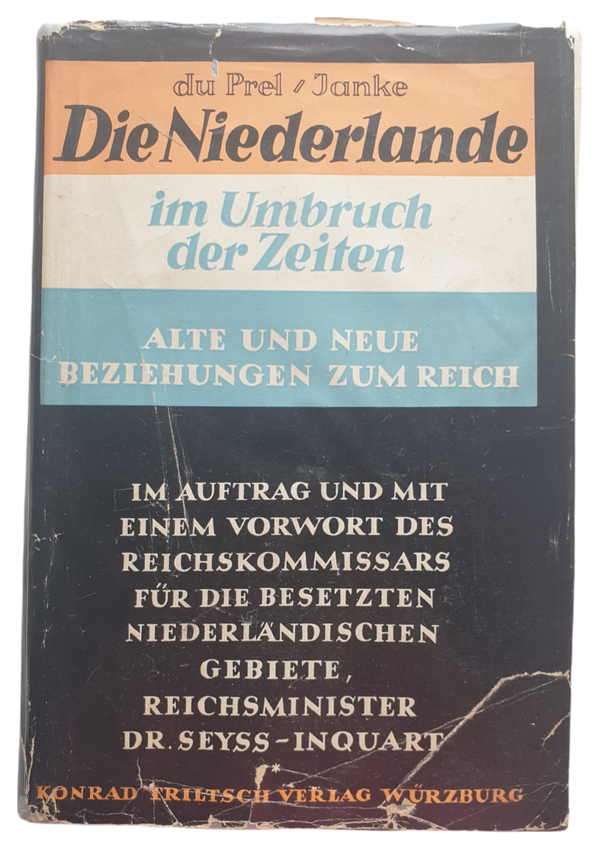 du Prel / Janke
Die Niederlande
im Umbruch
der Zeiten
ALTE UND NEUE
BEZIEHUNGEN ZUM REICH
IM AUFTRAG UND MIT
EINEM VORWORT DES
REICHSKOMMISSARS
FÜR DIE BESETZTEN
NIEDERLÄNDISCHEN
GEBIETE,
REICHSMINISTER
DR. SEYSS-INQUART
*
KONRAD TRILTSCH VERLAG WÜRZBURG